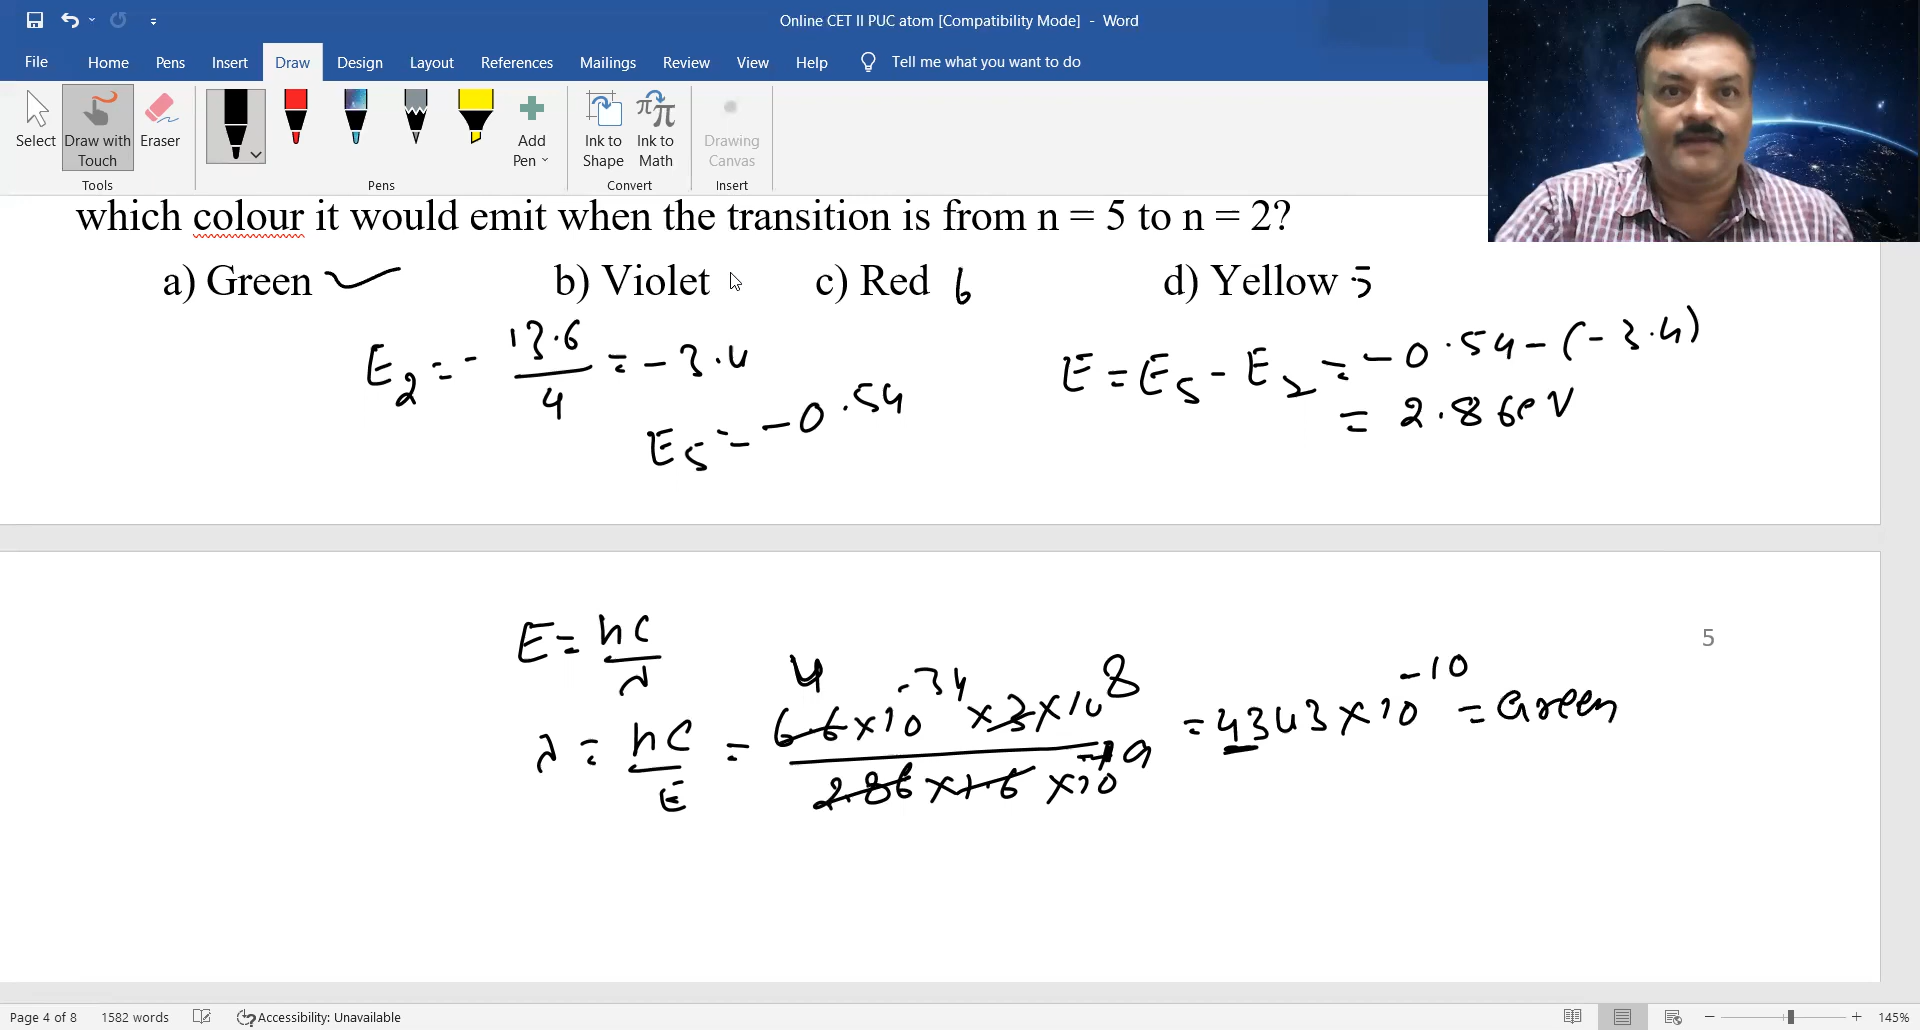 Online CET II PUC atom [Compatibility Mode] - Word
File Home Pens Insert Draw Design Layout References Mailings Review View Help Tell me what you want to do
Select Draw with Touch Eraser Add Pen Ink to Shape Ink to Math Drawing Canvas
Tools Pens Convert Insert
which colour it would emit when the transition is from n = 5 to n = 2?
a) Green b) Violet c) Red 6 d) Yellow 5
E₂ = - 13.6/4 = - 3.4
E₅ = - 0.54
E = E₅ - E₂ = - 0.54 - (- 3.4)
= 2.86eV
5
E = hc/λ
4
λ = hc/E = 6.6 × 10⁻³⁴ × 3 × 10⁸ / 2.86 × 1.6 × 10⁻¹⁹ = 4343 × 10⁻¹⁰ = Green
Page 4 of 8 1582 words Accessibility: Unavailable 145%